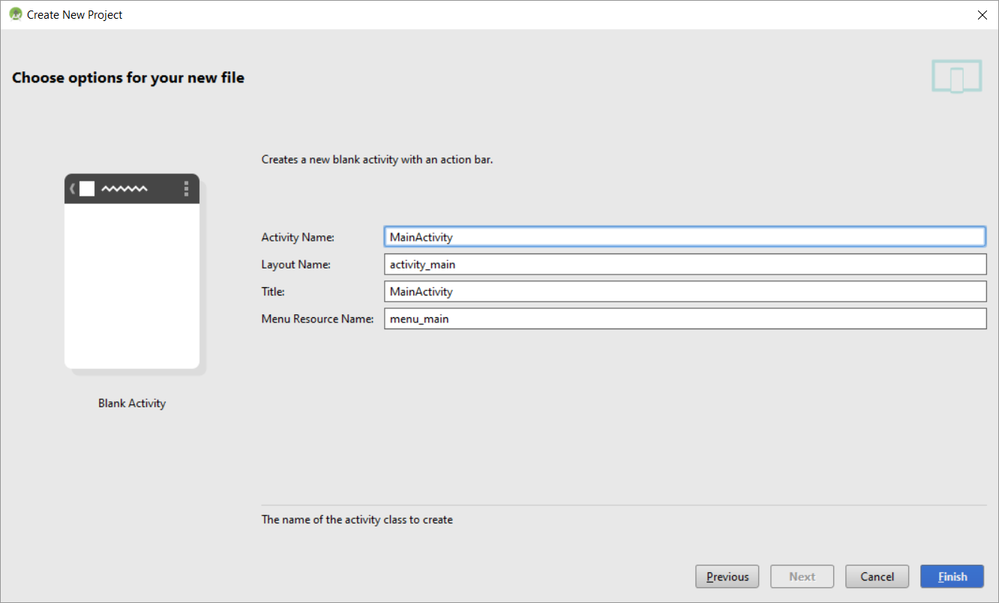 Create New Project
Choose options for your new file
Creates a new blank activity with an action bar.
Activity Name: MainActivity
Layout Name: activity_main
Title: MainActivity
Menu Resource Name: menu_main
Blank Activity
The name of the activity class to create
Previous Next Cancel Finish